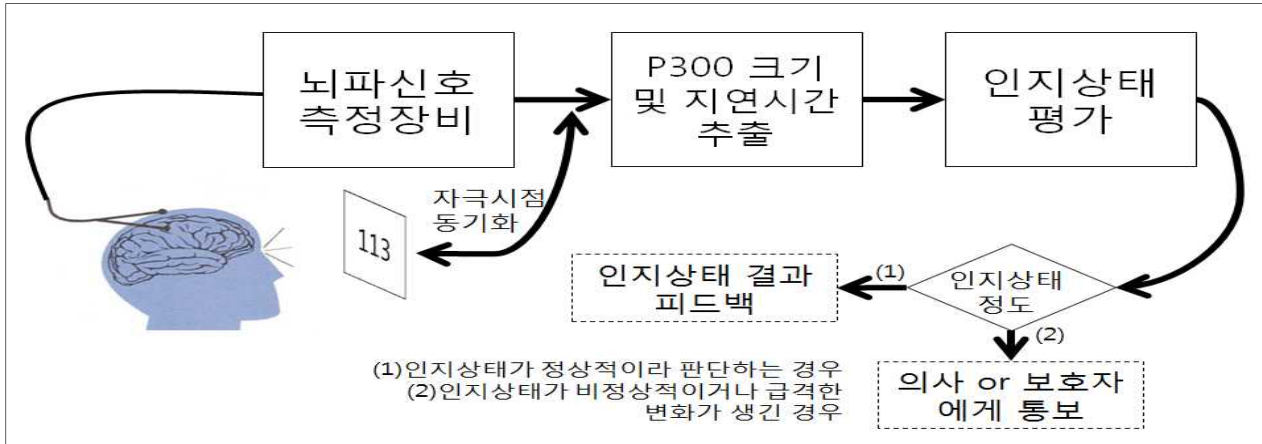 뇌파신호
측정장비
P300 크기
및 지연시간
추출
인지상태
평가
자극시점
동기화
113
인지상태 결과
피드백
(1)
인지상태
정도
(2)
(1)인지상태가 정상적이라 판단하는 경우
(2)인지상태가 비정상적이거나 급격한
변화가 생긴 경우
의사 or 보호자
에게 통보